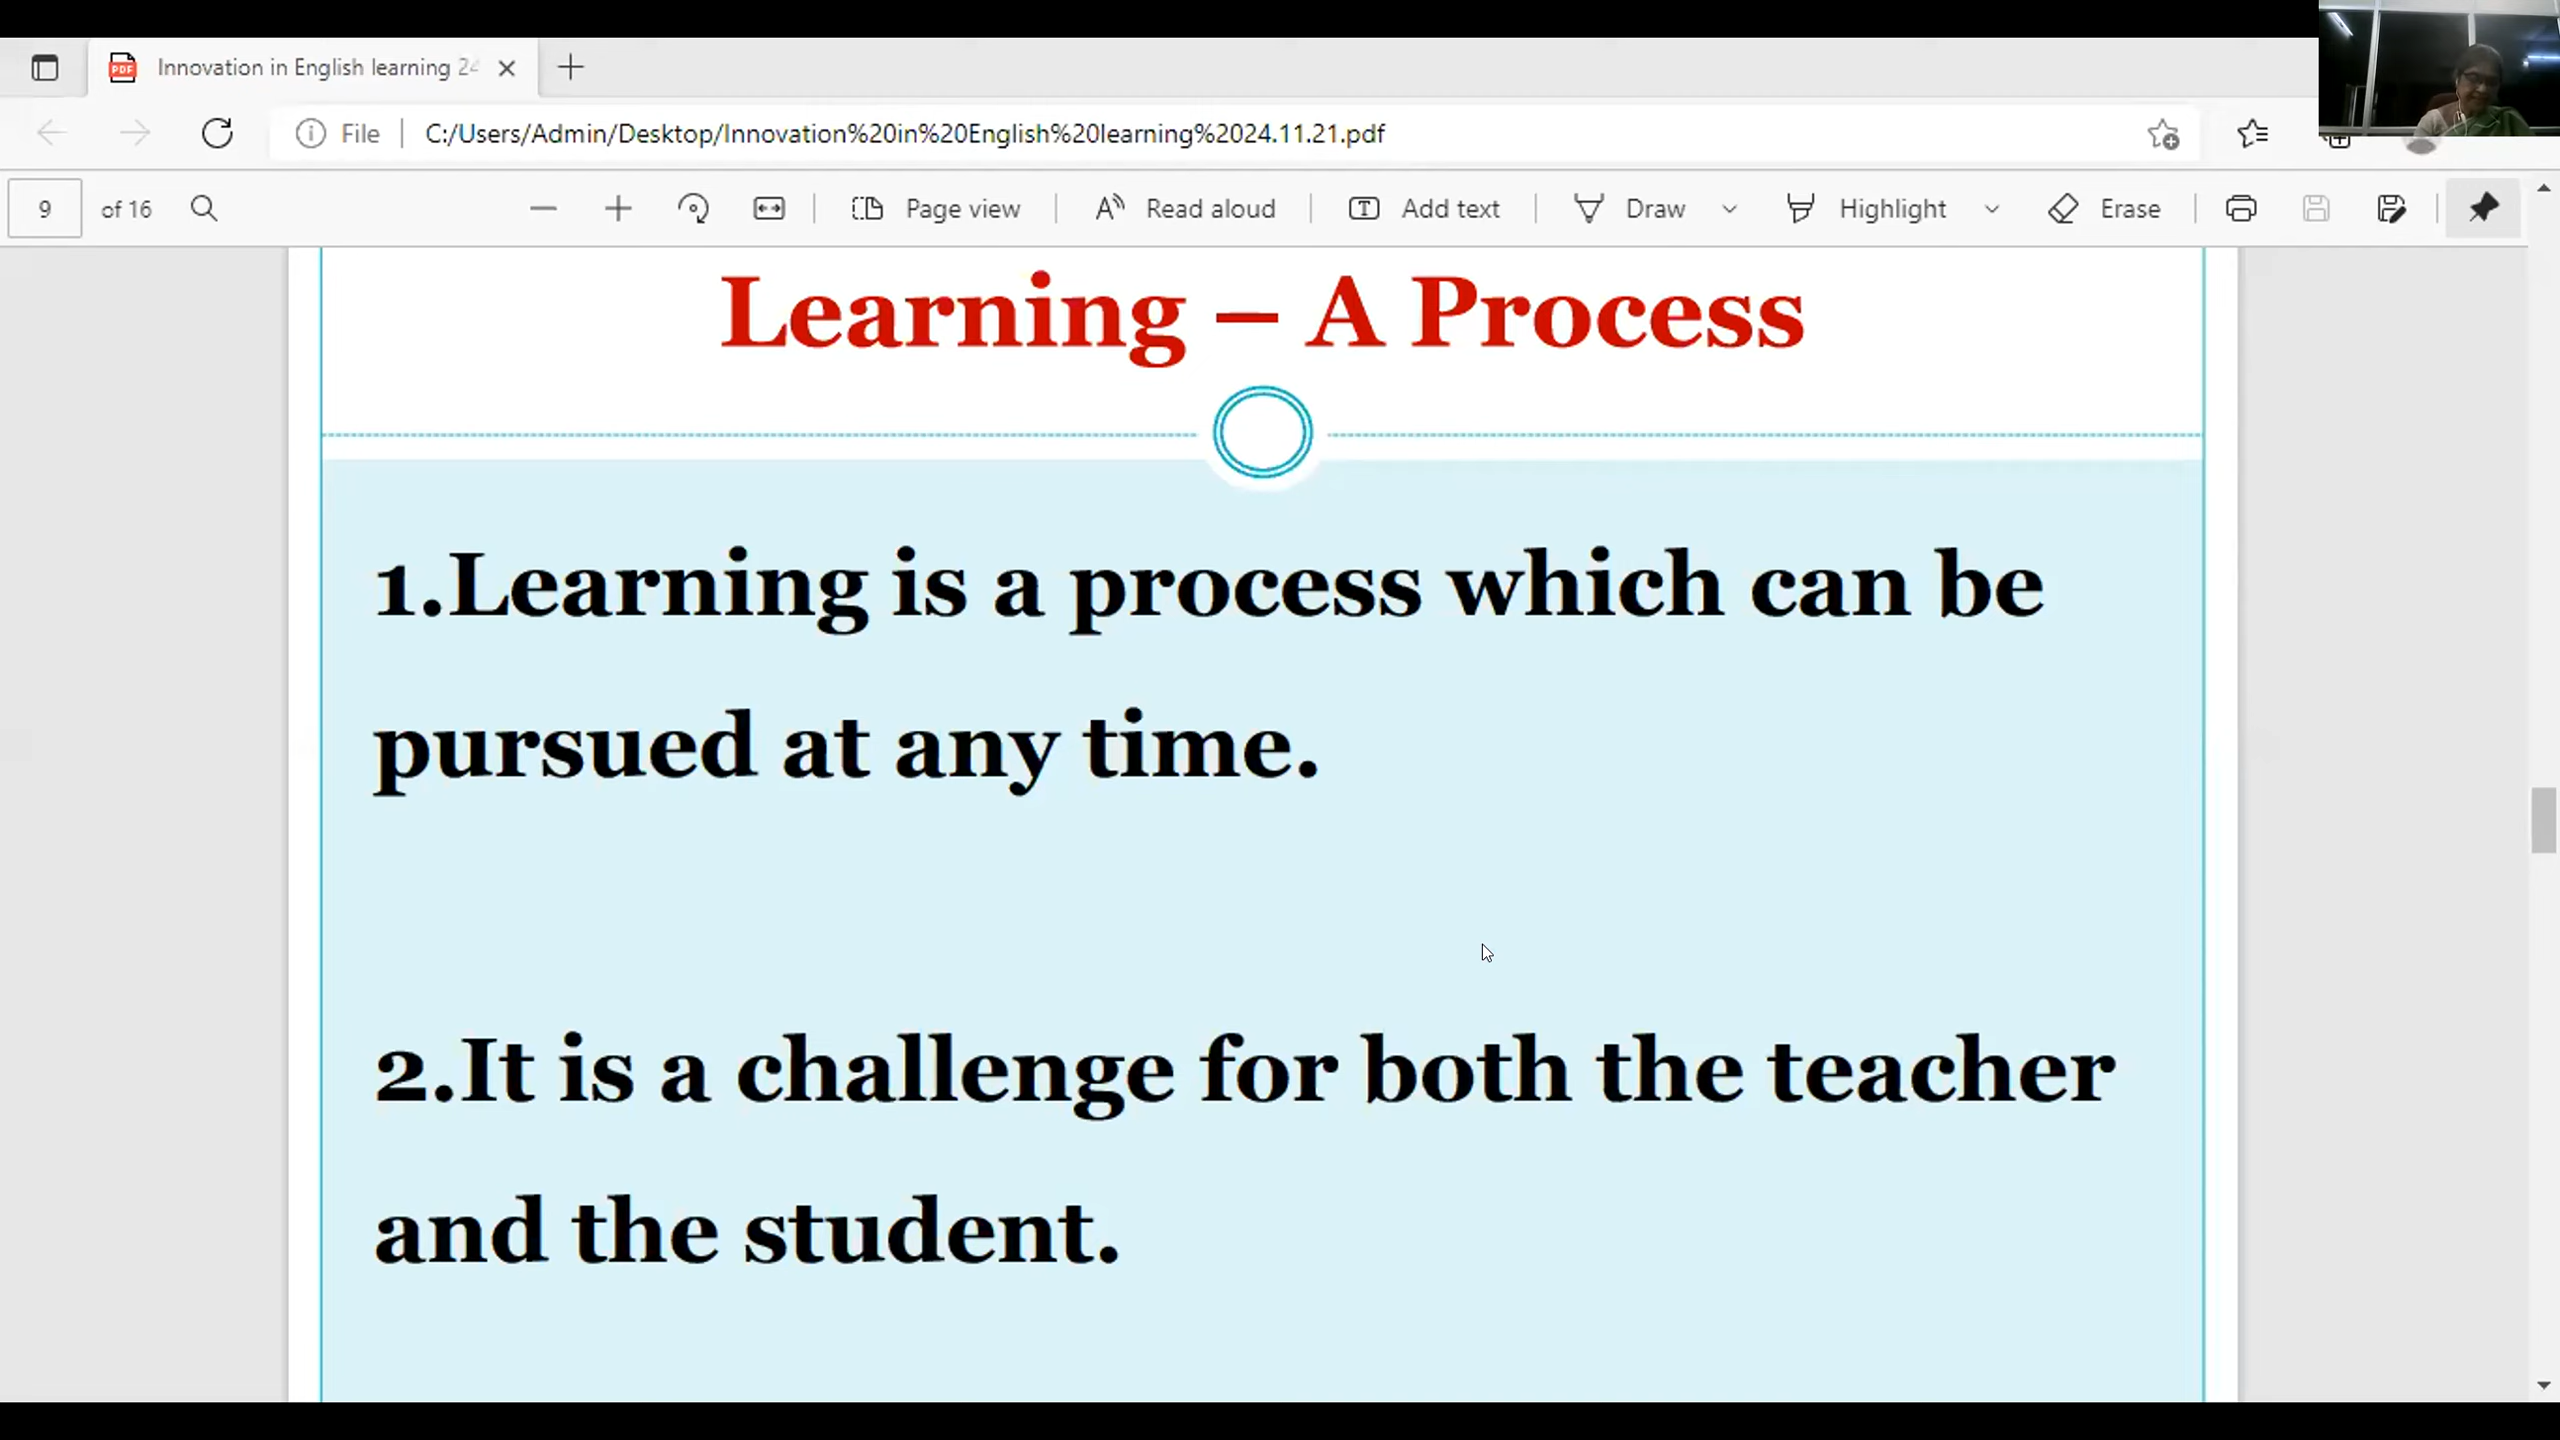 Innovation in English learning 24
File
C:/Users/Admin/Desktop/Innovation%20in%20English%20learning%2024.11.21.pdf
9 of 16
Page view
Read aloud
Add text
Draw
Highlight
Erase
Learning – A Process
1.Learning is a process which can be
pursued at any time.
2.It is a challenge for both the teacher
and the student.